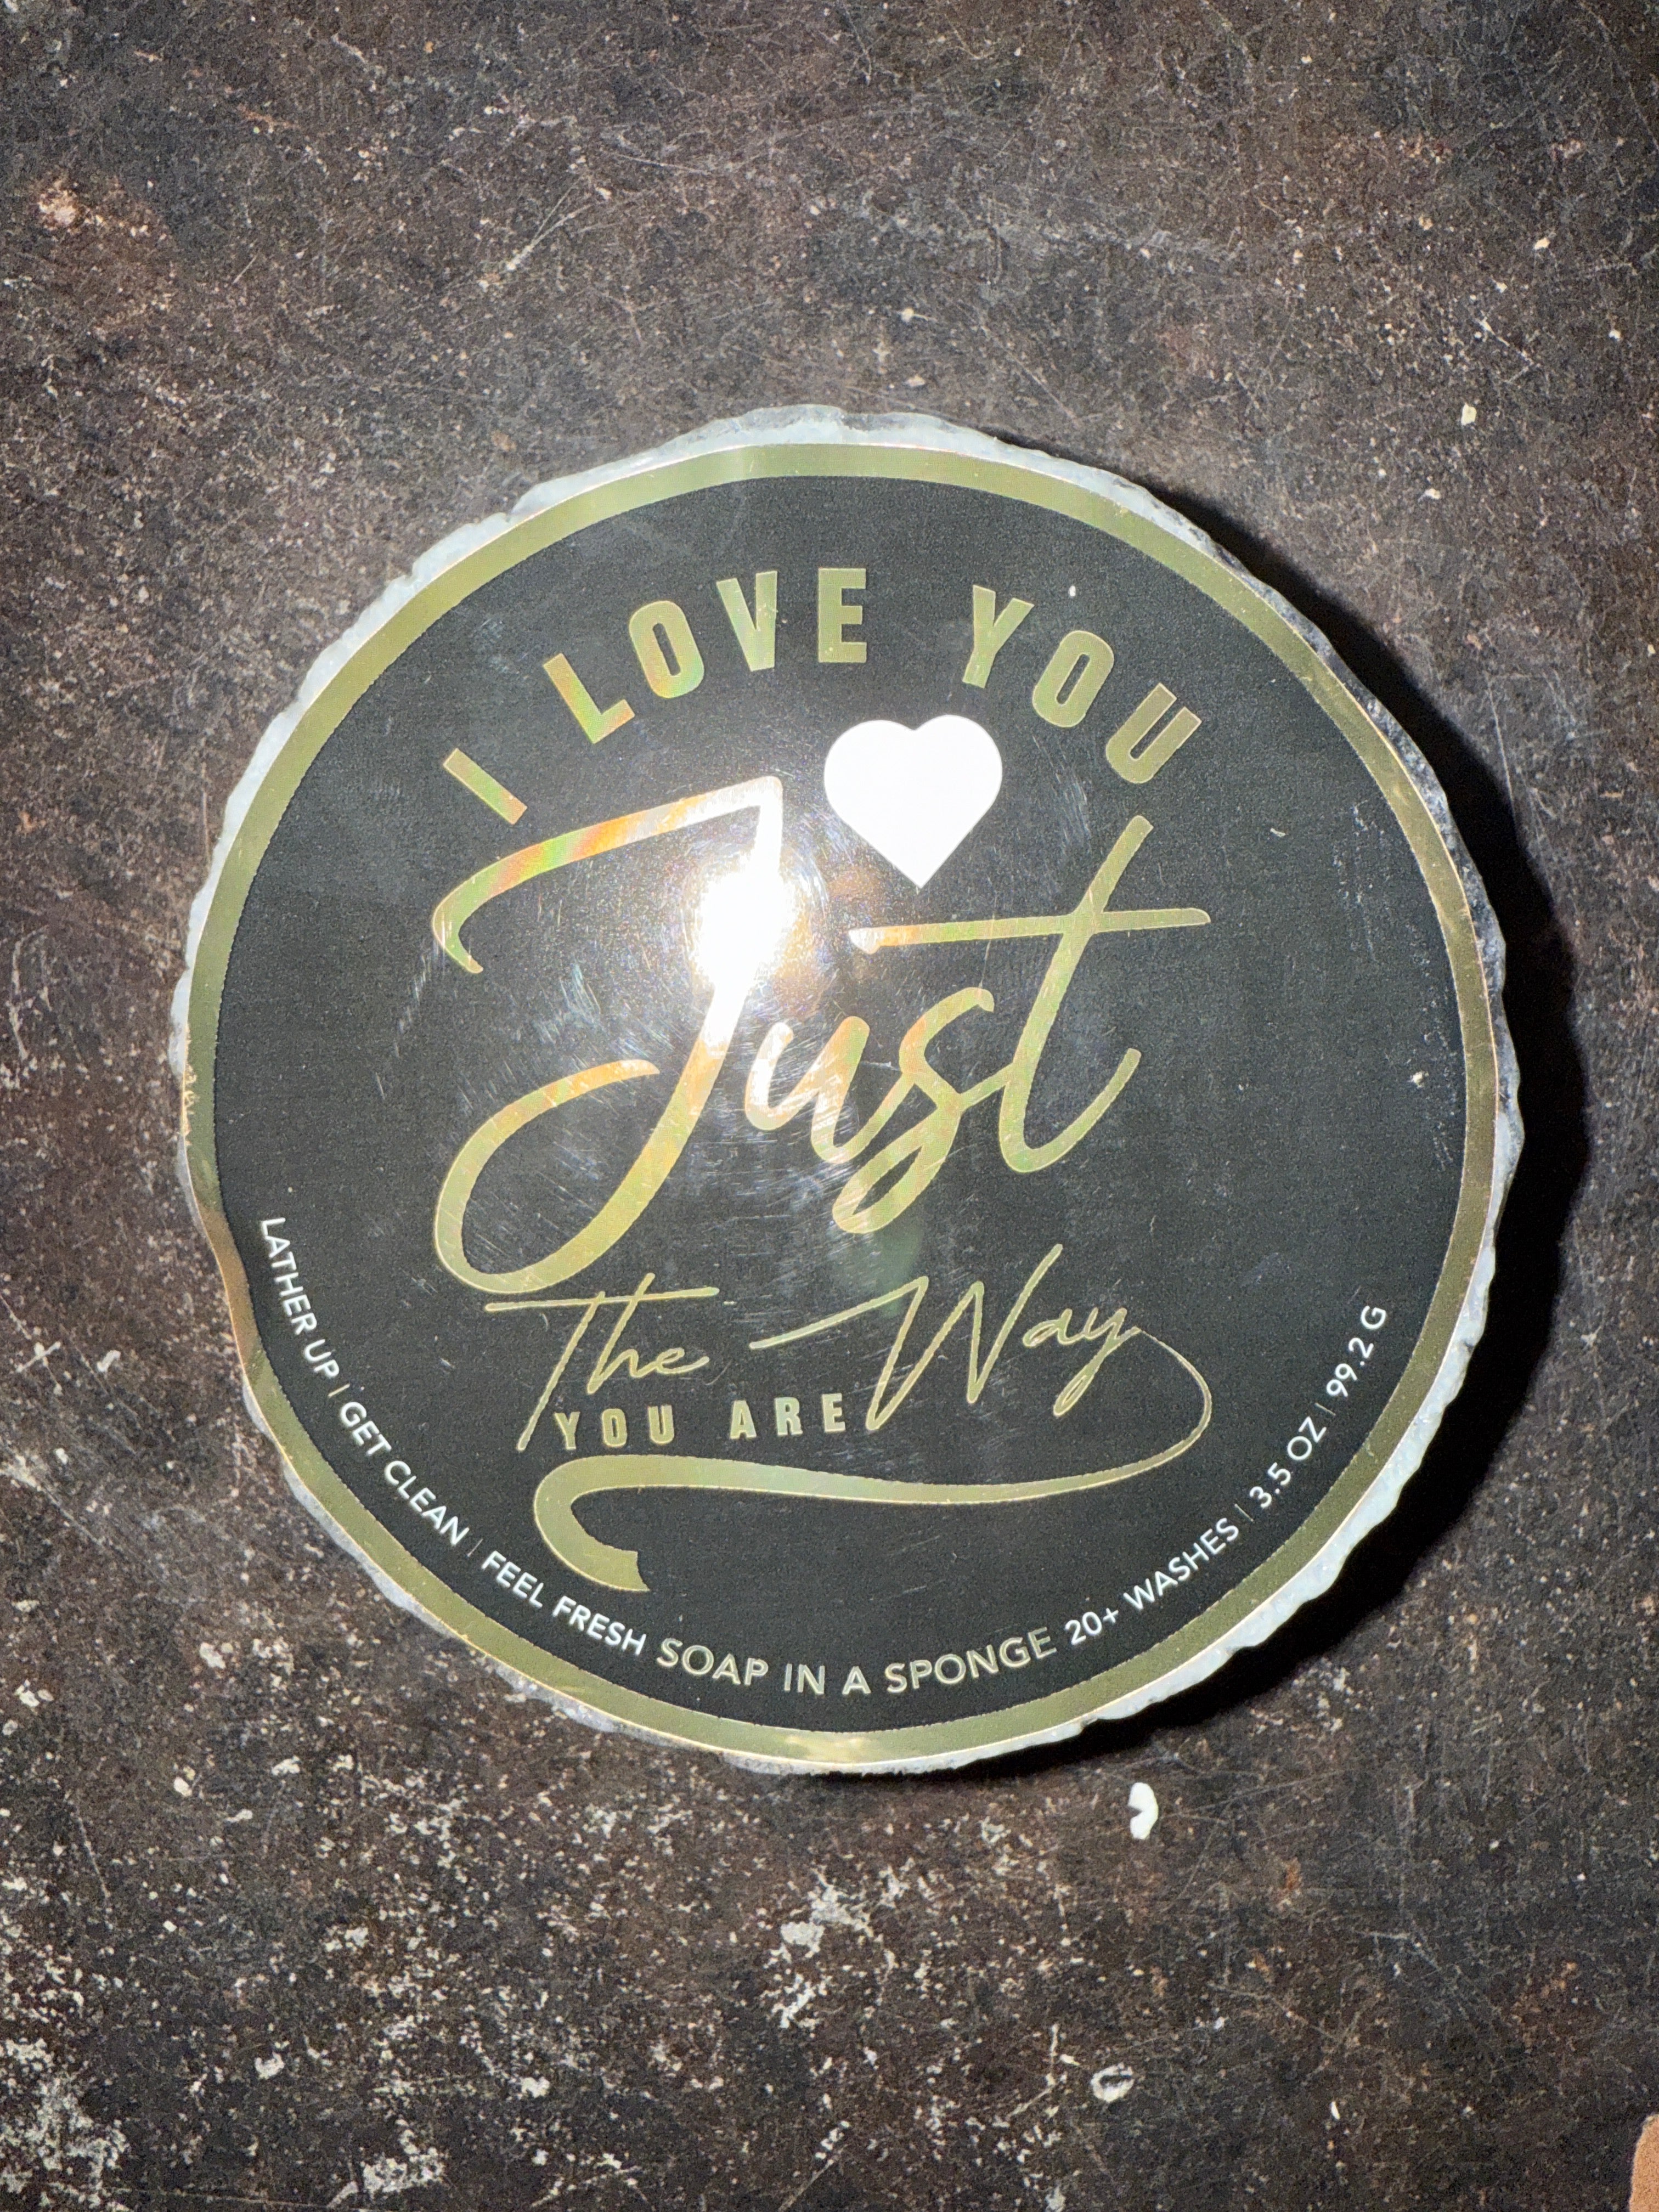 I LOVE YOU
Just
The Way
YOU ARE
LATHER UP | GET CLEAN | FEEL FRESH SOAP IN A SPONGE 20+ WASHES | 3.5 OZ | 99.2 G